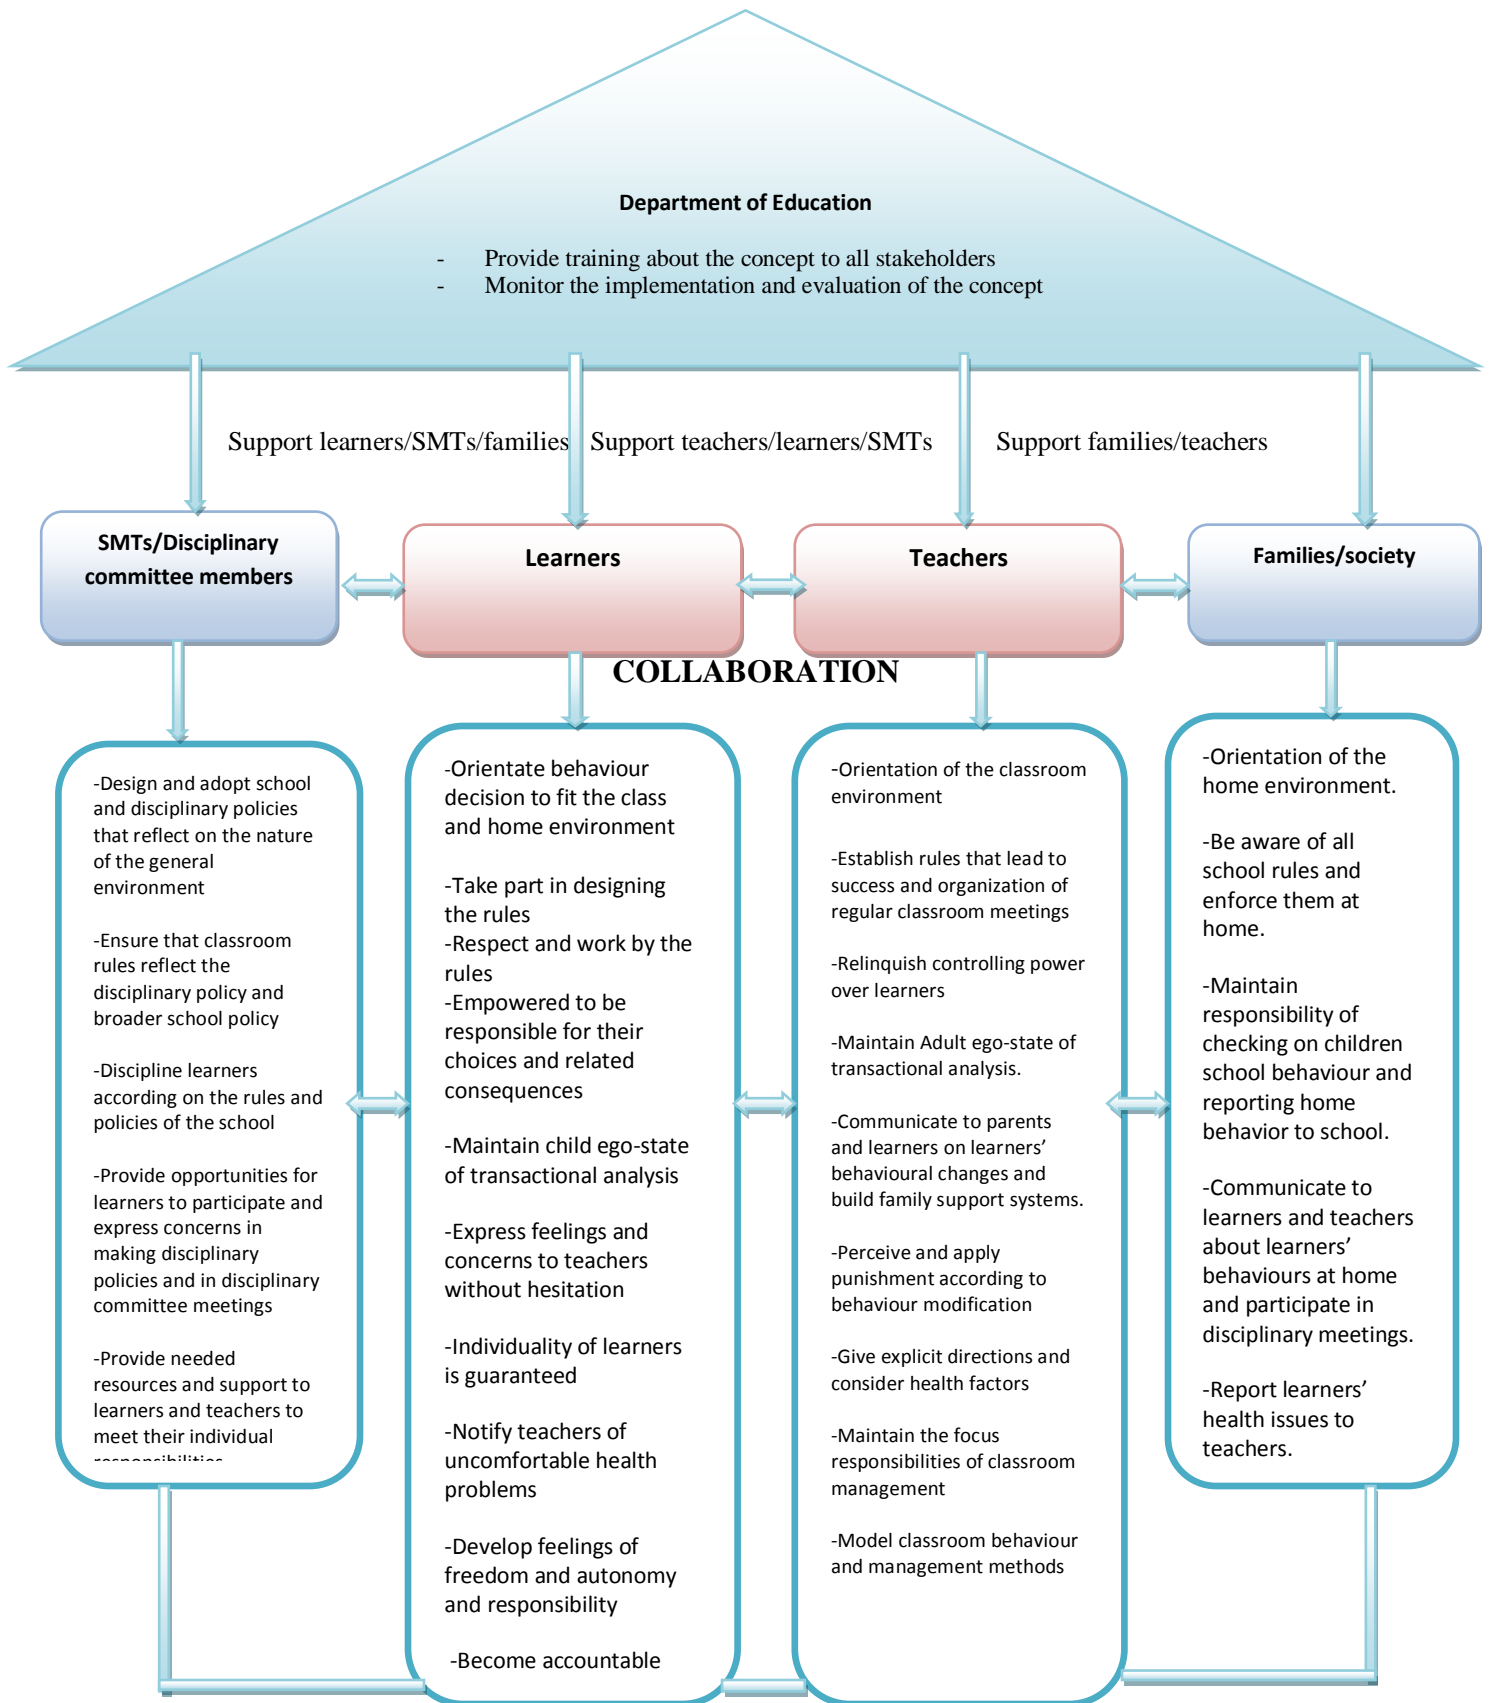 Department of Education
- Provide training about the concept to all stakeholders
- Monitor the implementation and evaluation of the concept
Support learners/SMTs/families
Support teachers/learners/SMTs
Support families/teachers
SMTs/Disciplinary
committee members
Learners
Teachers
Families/society
COLLABORATION
-Design and adopt school
and disciplinary policies
that reflect on the nature
of the general
environment
-Ensure that classroom
rules reflect the
disciplinary policy and
broader school policy
-Discipline learners
according on the rules and
policies of the school
-Provide opportunities for
learners to participate and
express concerns in
making disciplinary
policies and in disciplinary
committee meetings
-Provide needed
resources and support to
learners and teachers to
meet their individual
-Orientate behaviour
decision to fit the class
and home environment
-Take part in designing
the rules
-Respect and work by the
rules
-Empowered to be
responsible for their
choices and related
consequences
-Maintain child ego-state
of transactional analysis
-Express feelings and
concerns to teachers
without hesitation
-Individuality of learners
is guaranteed
-Notify teachers of
uncomfortable health
problems
-Develop feelings of
freedom and autonomy
and responsibility
-Become accountable
-Orientation of the classroom
environment
-Establish rules that lead to
success and organization of
regular classroom meetings
-Relinquish controlling power
over learners
-Maintain Adult ego-state of
transactional analysis.
-Communicate to parents
and learners on learners’
behavioural changes and
build family support systems.
-Perceive and apply
punishment according to
behaviour modification
-Give explicit directions and
consider health factors
-Maintain the focus
responsibilities of classroom
management
-Model classroom behaviour
and management methods
-Orientation of the
home environment.
-Be aware of all
school rules and
enforce them at
home.
-Maintain
responsibility of
checking on children
school behaviour and
reporting home
behavior to school.
-Communicate to
learners and teachers
about learners’
behaviours at home
and participate in
disciplinary meetings.
-Report learners’
health issues to
teachers.